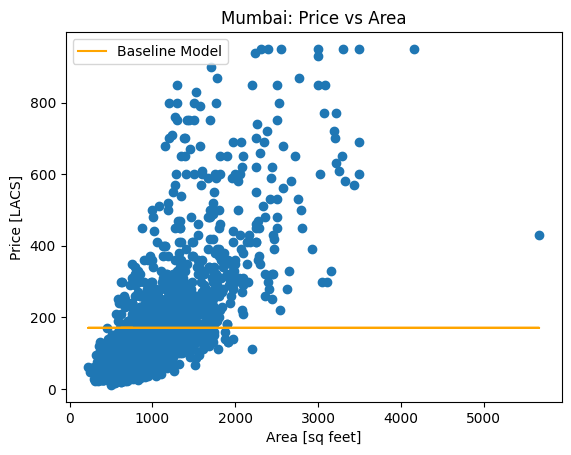 Mumbai: Price vs Area
Baseline Model
Price [LACS]
800
600
400
200
0
0 1000 2000 3000 4000 5000
Area [sq feet]